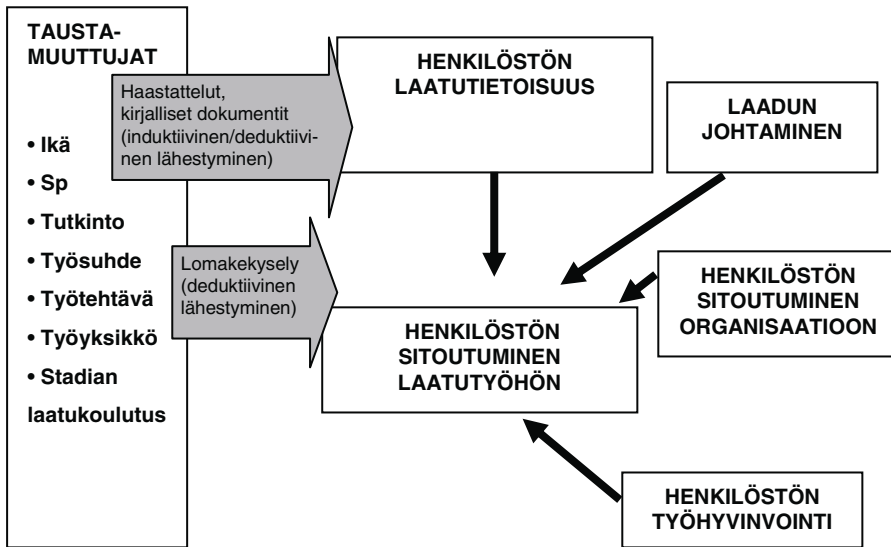 TAUSTA-
MUUTTUJAT
• Ikä
• Sp
• Tutkinto
• Työsuhde
• Työtehtävä
• Työyksikkö
• Stadian
laatukoulutus
Haastattelut,
kirjalliset dokumentit
(induktiivinen/deduktiivi-
nen lähestyminen)
Lomakekysely
(deduktiivinen
lähestyminen)
HENKILÖSTÖN
LAATUTIETOISUUS
LAADUN
JOHTAMINEN
HENKILÖSTÖN
SITOUTUMINEN
ORGANISAATIOON
HENKILÖSTÖN
SITOUTUMINEN
LAATUTYÖHÖN
HENKILÖSTÖN
TYÖHYVINVOINTI